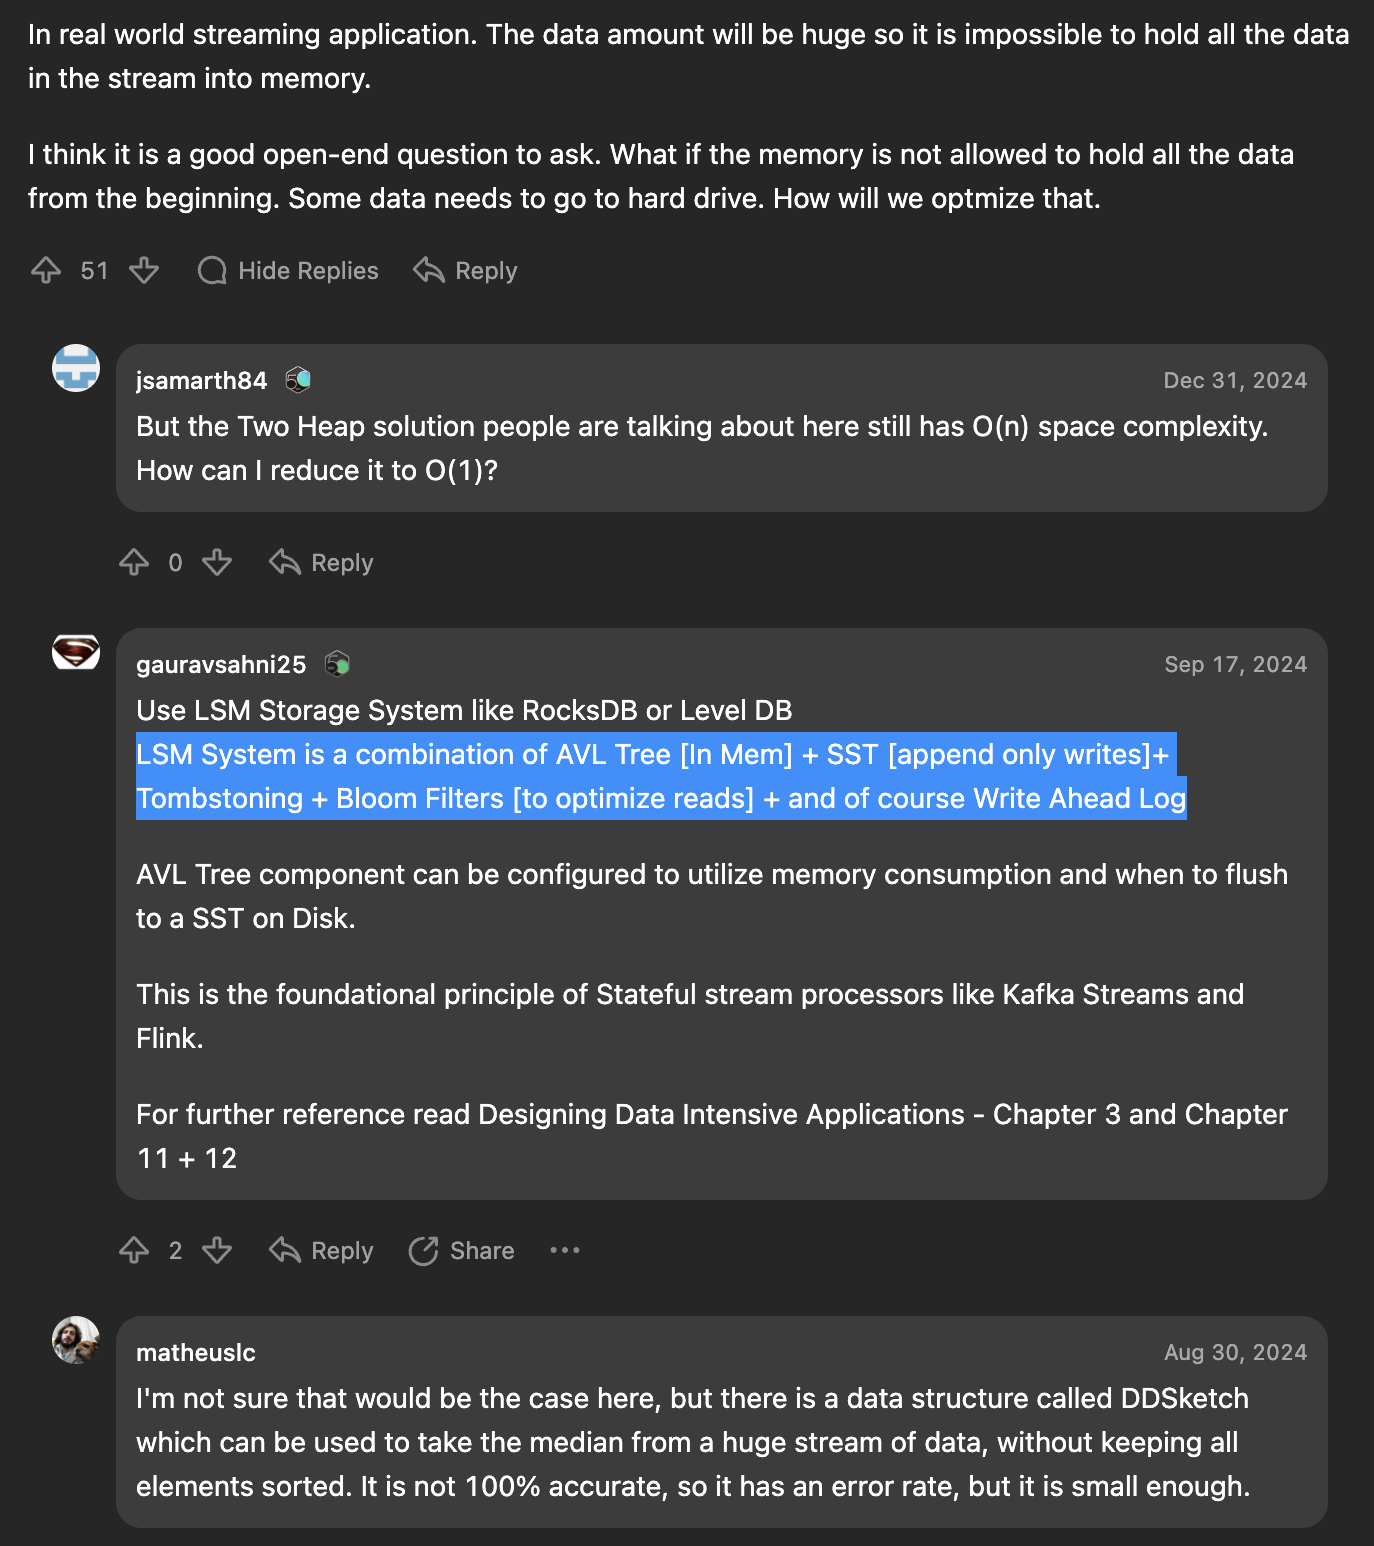 In real world streaming application. The data amount will be huge so it is impossible to hold all the data
in the stream into memory.
I think it is a good open-end question to ask. What if the memory is not allowed to hold all the data
from the beginning. Some data needs to go to hard drive. How will we optmize that.
51 Hide Replies Reply
jsamarth84 Dec 31, 2024
But the Two Heap solution people are talking about here still has O(n) space complexity.
How can I reduce it to O(1)?
0 Reply
gauravsahni25 Sep 17, 2024
Use LSM Storage System like RocksDB or Level DB
LSM System is a combination of AVL Tree [In Mem] + SST [append only writes]+
Tombstoning + Bloom Filters [to optimize reads] + and of course Write Ahead Log
AVL Tree component can be configured to utilize memory consumption and when to flush
to a SST on Disk.
This is the foundational principle of Stateful stream processors like Kafka Streams and
Flink.
For further reference read Designing Data Intensive Applications - Chapter 3 and Chapter
11 + 12
2 Reply Share
matheuslc Aug 30, 2024
I'm not sure that would be the case here, but there is a data structure called DDSketch
which can be used to take the median from a huge stream of data, without keeping all
elements sorted. It is not 100% accurate, so it has an error rate, but it is small enough.